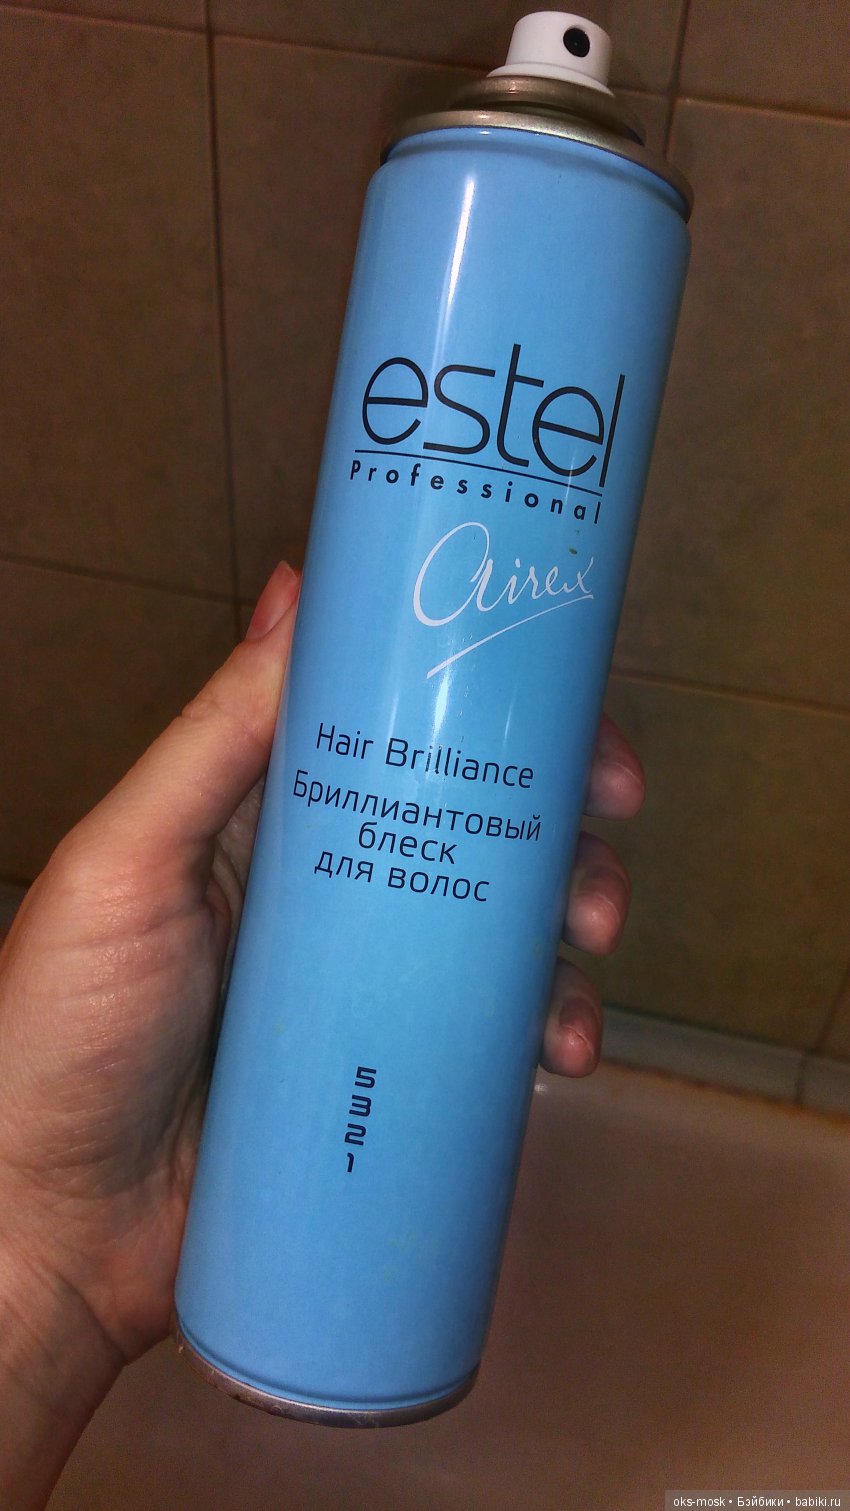 estel
Professional
Airex
Hair Brilliance
Бриллиантовый
блеск
для волос
5
3
2
1
oks-mosk • Бэйбики • babiki.ru